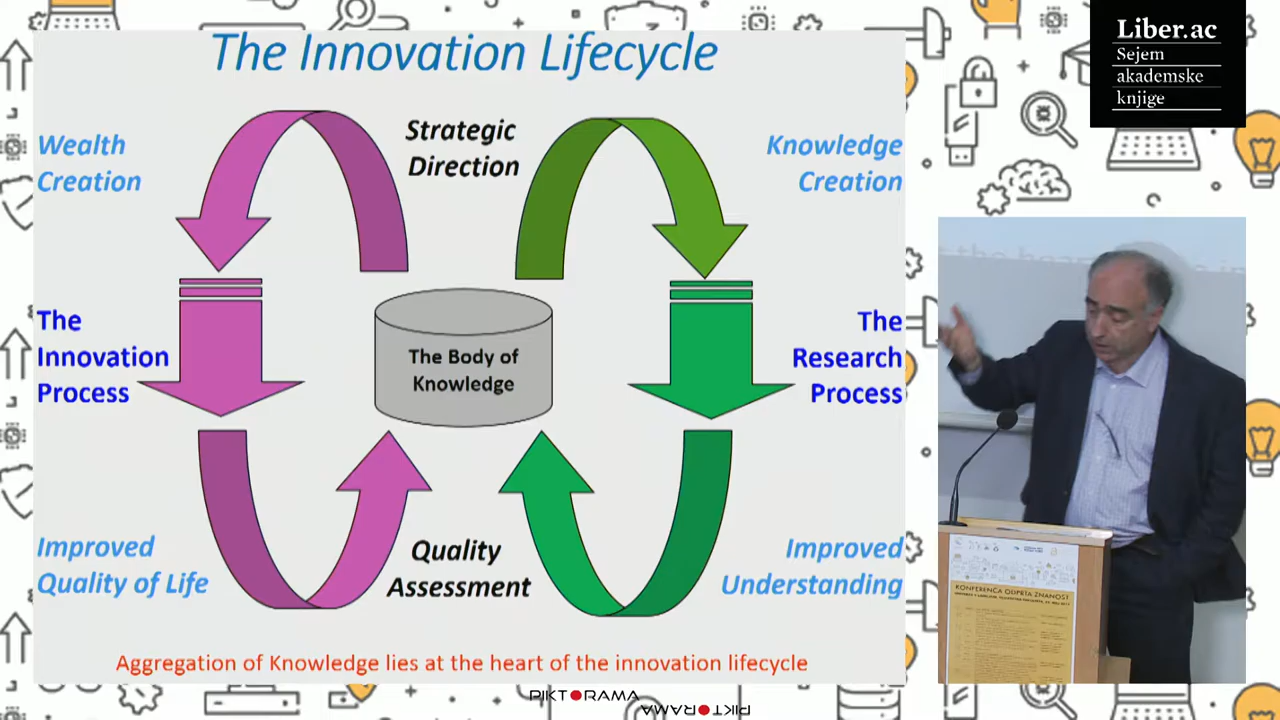 The Innovation Lifecycle
Liber.ac
Sejem
akademske
knjige
Wealth
Creation
Strategic
Direction
Knowledge
Creation
The
Innovation
Process
The Body of
Knowledge
The
Research
Process
Improved
Quality of Life
Quality
Assessment
Improved
Understanding
Aggregation of Knowledge lies at the heart of the innovation lifecycle
KONFERENCA ODPRTA ZNANOST
PIKTORAMA
PIKTORAMA